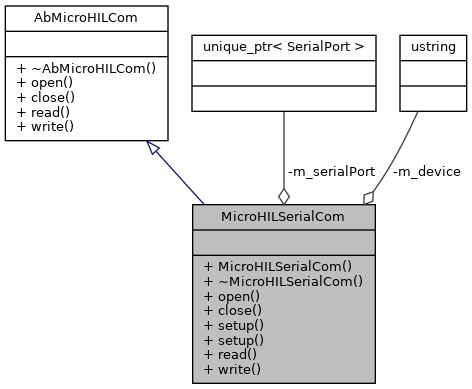 AbMicroHILCom
+ ~AbMicroHILCom()
+ open()
+ close()
+ read()
+ write()
unique_ptr< SerialPort >
ustring
-m_serialPort
-m_device
MicroHILSerialCom
+ MicroHILSerialCom()
+ ~MicroHILSerialCom()
+ open()
+ close()
+ setup()
+ setup()
+ read()
+ write()